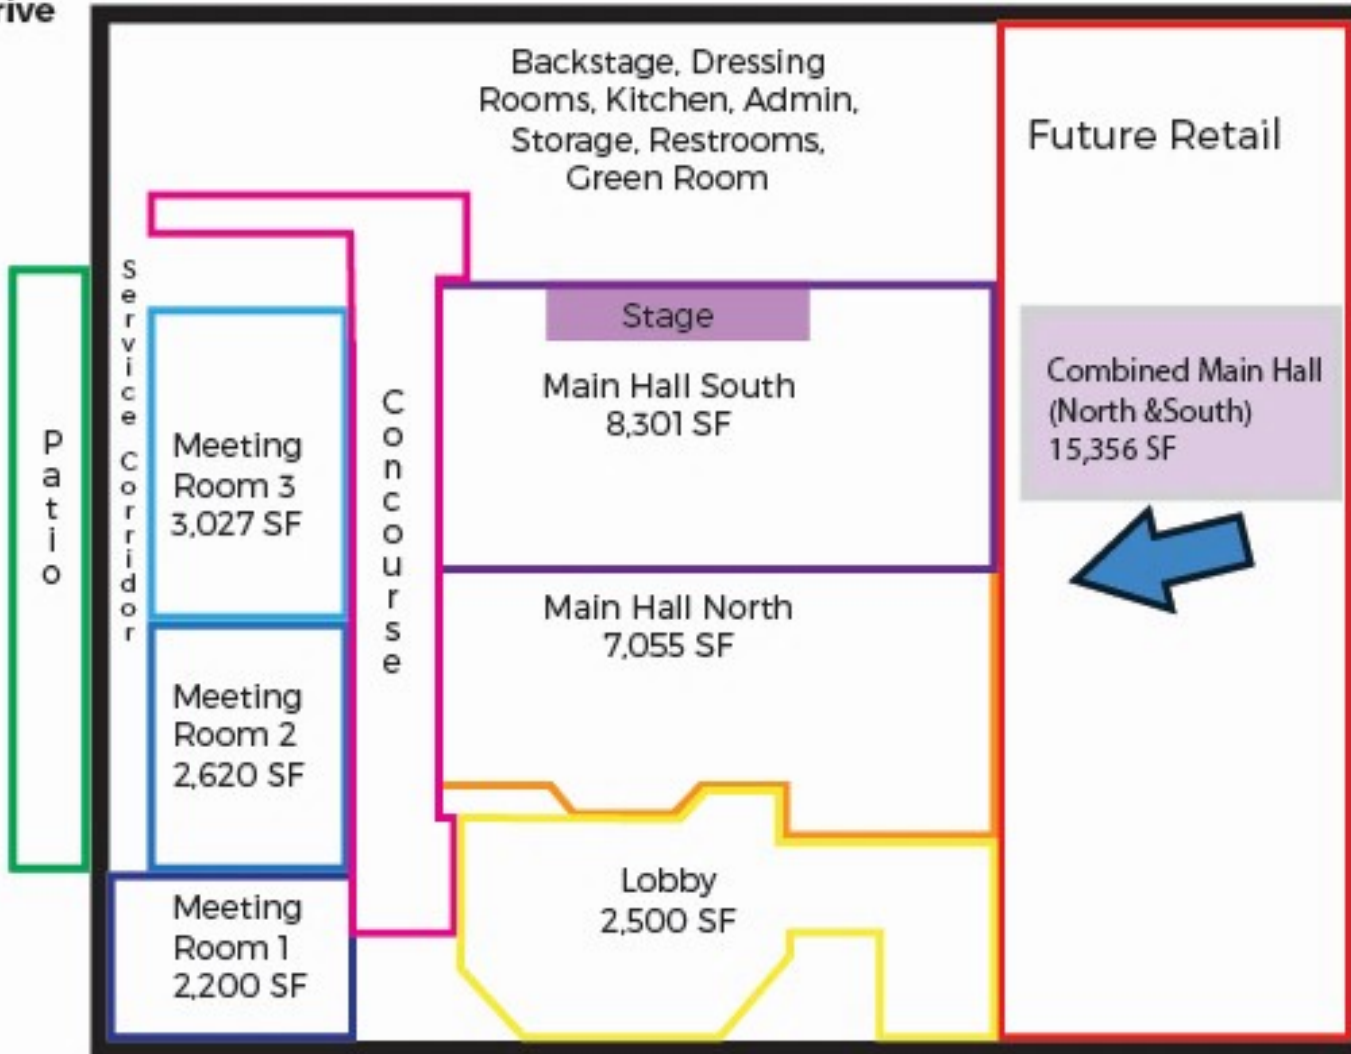 rive
Backstage, Dressing
Rooms, Kitchen, Admin,
Storage, Restrooms,
Green Room
Future Retail
Service Corridor
Stage
Main Hall South
8,301 SF
Combined Main Hall
(North &South)
15,356 SF
Patio
Meeting
Room 3
3,027 SF
Concourse
Main Hall North
7,055 SF
Meeting
Room 2
2,620 SF
Lobby
2,500 SF
Meeting
Room 1
2,200 SF